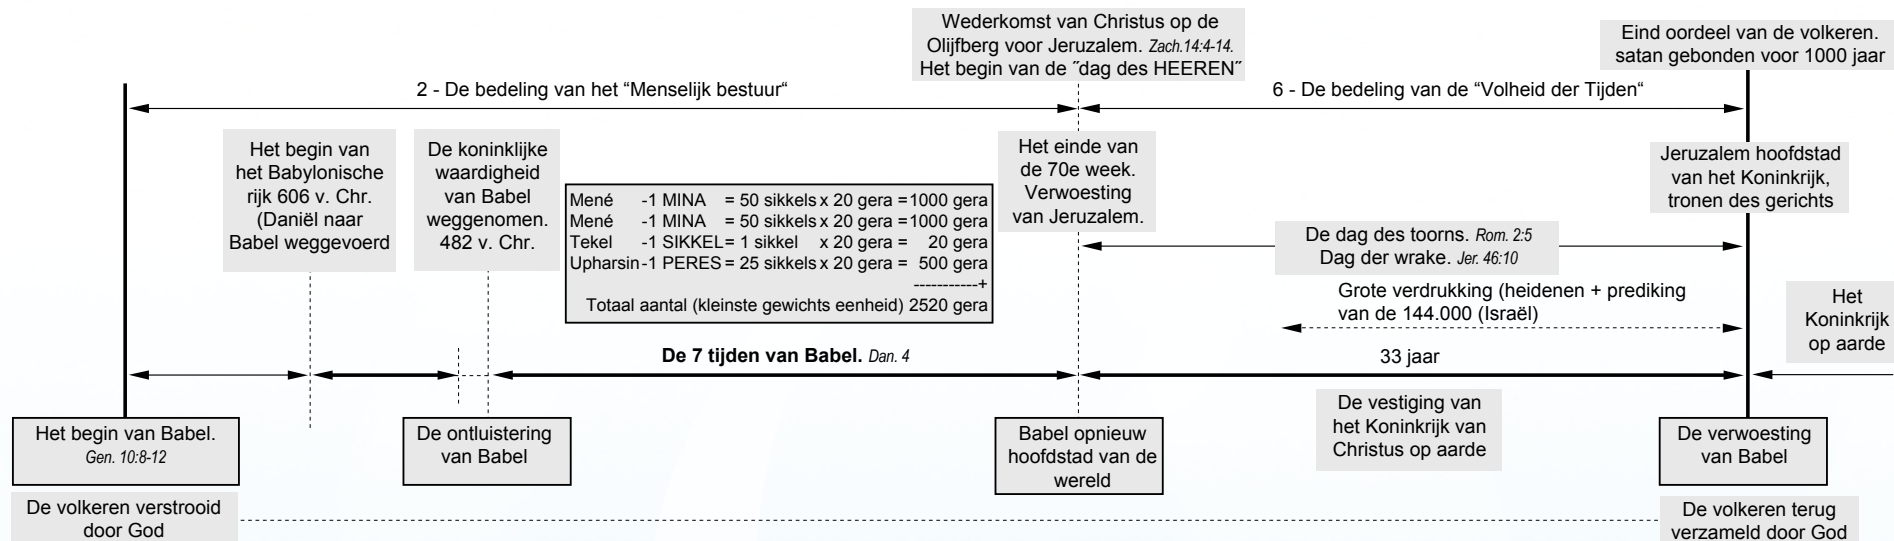 Wederkomst van Christus op de
Olijfberg voor Jeruzalem. Zach.14:4-14.
Het begin van de ˝dag des HEEREN˝
Eind oordeel van de volkeren.
satan gebonden voor 1000 jaar
2 - De bedeling van het “Menselijk bestuur“
6 - De bedeling van de “Volheid der Tijden“
Het begin van
het Babylonische
rijk 606 v. Chr.
(Daniël naar
Babel weggevoerd
De koninklijke
waardigheid
van Babel
weggenomen.
482 v. Chr.
Mené -1 MINA = 50 sikkels x 20 gera =1000 gera
Mené -1 MINA = 50 sikkels x 20 gera =1000 gera
Tekel -1 SIKKEL= 1 sikkel x 20 gera = 20 gera
Upharsin-1 PERES = 25 sikkels x 20 gera = 500 gera
-----------+
Totaal aantal (kleinste gewichts eenheid) 2520 gera
Het einde van
de 70e week.
Verwoesting
van Jeruzalem.
Jeruzalem hoofdstad
van het Koninkrijk,
tronen des gerichts
De dag des toorns. Rom. 2:5
Dag der wrake. Jer. 46:10
Grote verdrukking (heidenen + prediking
van de 144.000 (Israël)
Het
Koninkrijk
op aarde
De 7 tijden van Babel. Dan. 4
33 jaar
Het begin van Babel.
Gen. 10:8-12
De ontluistering
van Babel
Babel opnieuw
hoofdstad van de
wereld
De vestiging van
het Koninkrijk van
Christus op aarde
De verwoesting
van Babel
De volkeren verstrooid
door God
De volkeren terug
verzameld door God